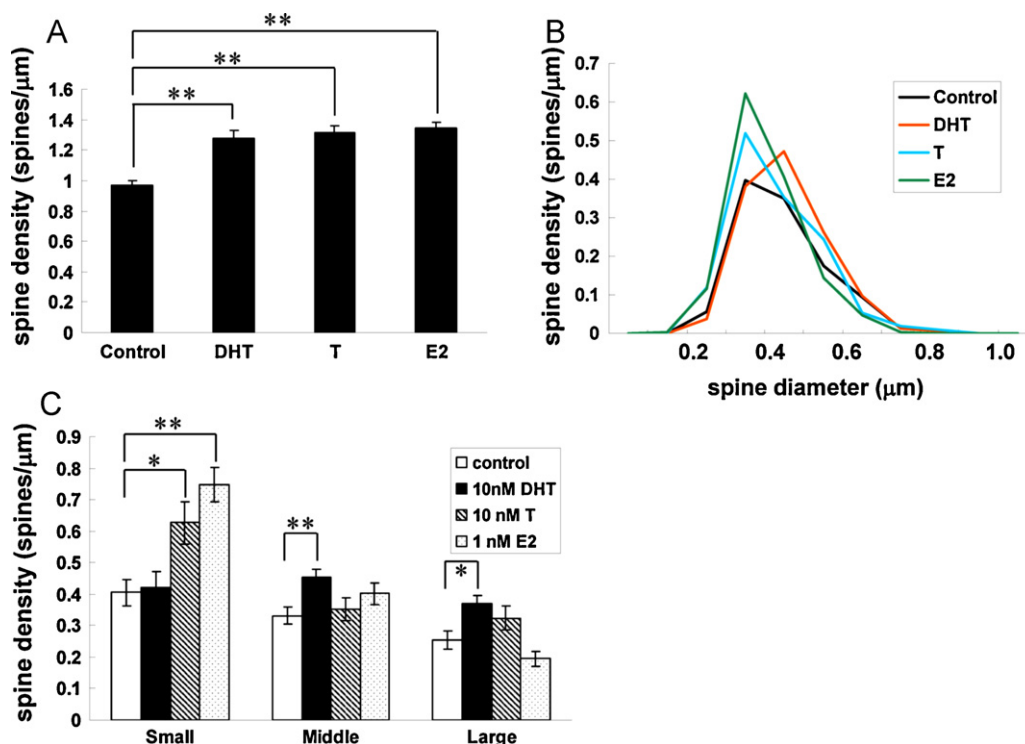 A
**
**
**
spine density (spines/μm)
1.6
1.4
1.2
1
0.8
0.6
0.4
0.2
0
Control DHT T E2
B
spine density (spines/μm)
0.7
0.6
0.5
0.4
0.3
0.2
0.1
0
Control
DHT
T
E2
0.2 0.4 0.6 0.8 1.0
spine diameter (μm)
C
spine density (spines/μm)
0.9
0.8
0.7
0.6
0.5
0.4
0.3
0.2
0.1
0
**
*
**
*
control
10nM DHT
10 nM T
1 nM E2
Small Middle Large